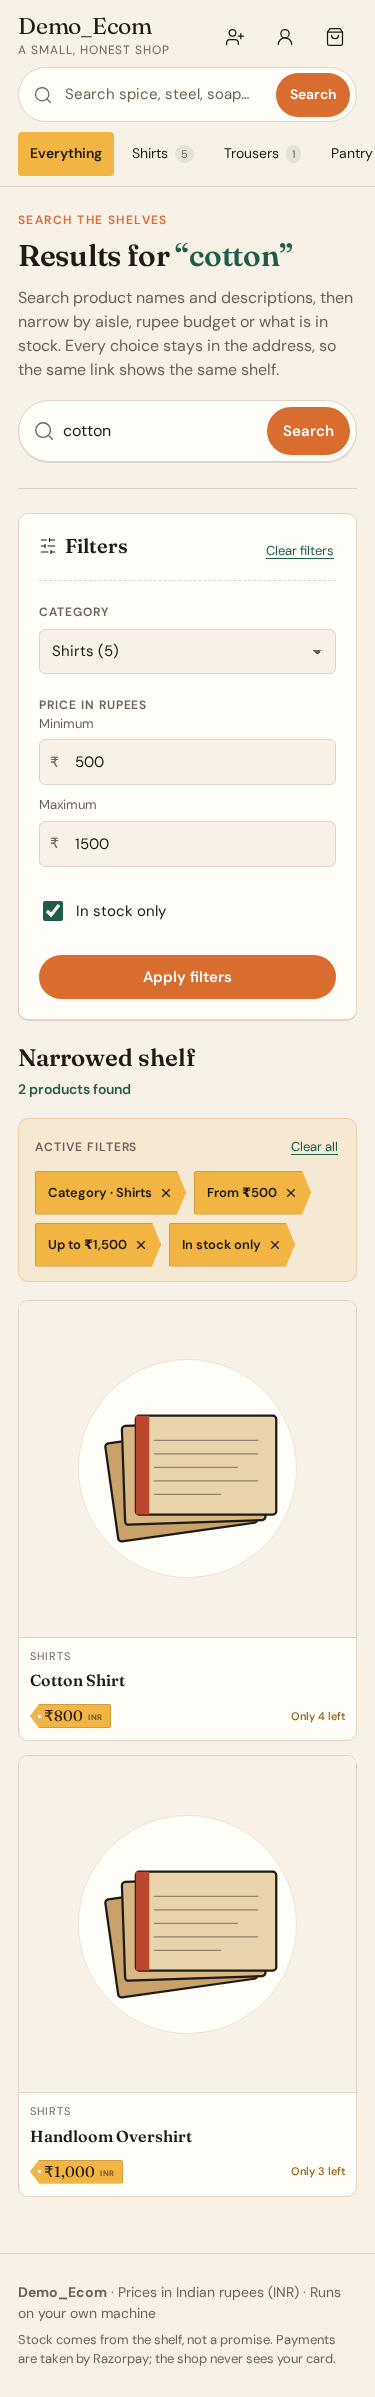 Demo_Ecom
A SMALL, HONEST SHOP
Search spice, steel, soap...
Search
Everything
Shirts 5
Trousers 1
Pantry
SEARCH THE SHELVES
Results for “cotton”
Search product names and descriptions, then
narrow by aisle, rupee budget or what is in
stock. Every choice stays in the address, so
the same link shows the same shelf.
cotton
Search
Filters
Clear filters
CATEGORY
Shirts (5)
PRICE IN RUPEES
Minimum
₹ 500
Maximum
₹ 1500
In stock only
Apply filters
Narrowed shelf
2 products found
ACTIVE FILTERS
Clear all
Category · Shirts ×
From ₹500 ×
Up to ₹1,500 ×
In stock only ×
SHIRTS
Cotton Shirt
₹800 INR
Only 4 left
SHIRTS
Handloom Overshirt
₹1,000 INR
Only 3 left
Demo_Ecom · Prices in Indian rupees (INR) · Runs
on your own machine
Stock comes from the shelf, not a promise. Payments
are taken by Razorpay; the shop never sees your card.